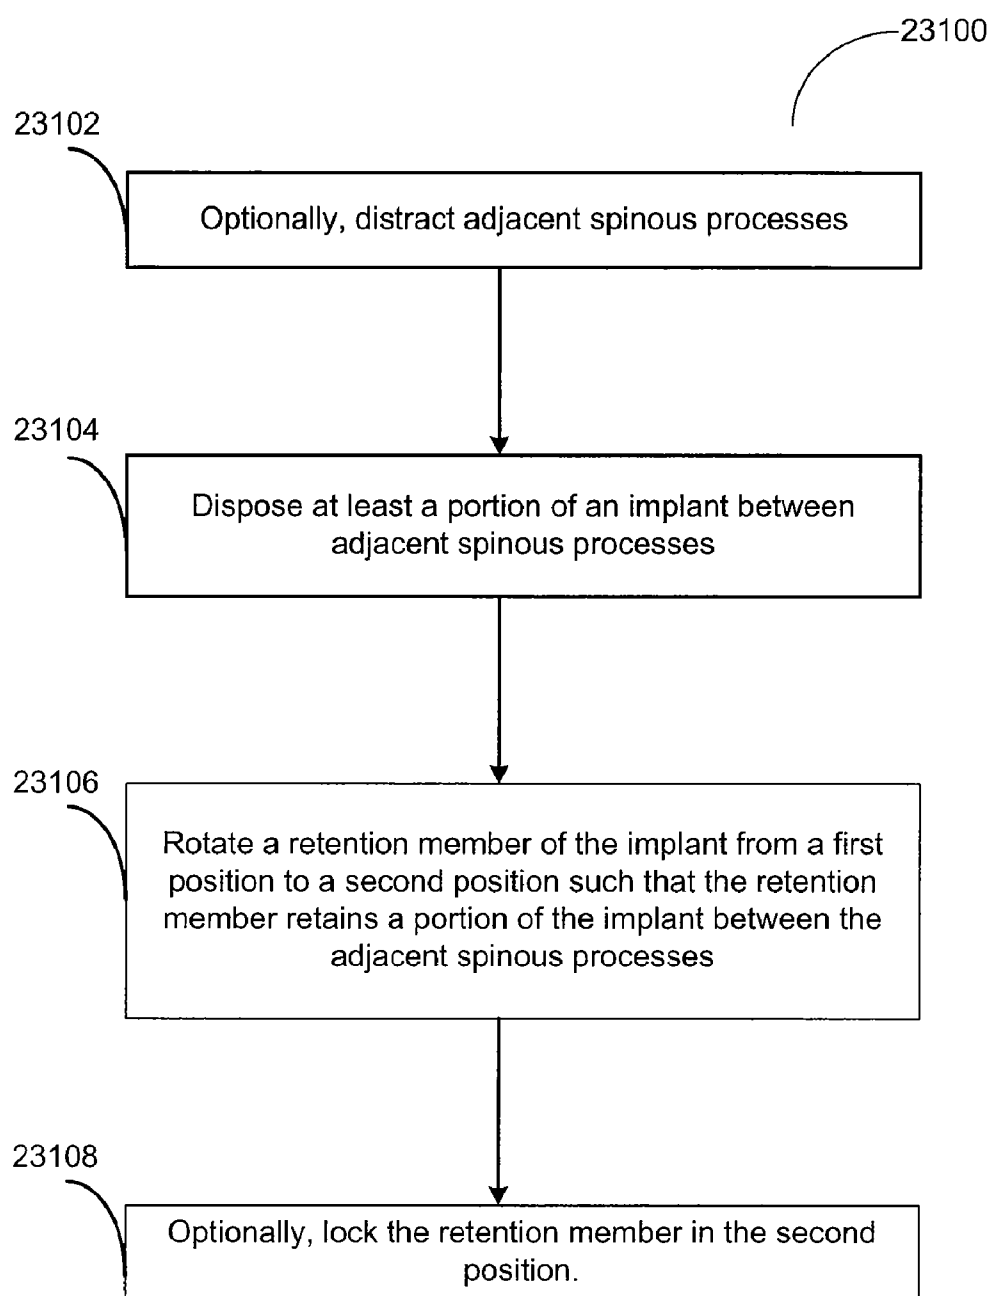 23100
23102
Optionally, distract adjacent spinous processes
23104
Dispose at least a portion of an implant between
adjacent spinous processes
23106
Rotate a retention member of the implant from a first
position to a second position such that the retention
member retains a portion of the implant between the
adjacent spinous processes
23108
Optionally, lock the retention member in the second
position.